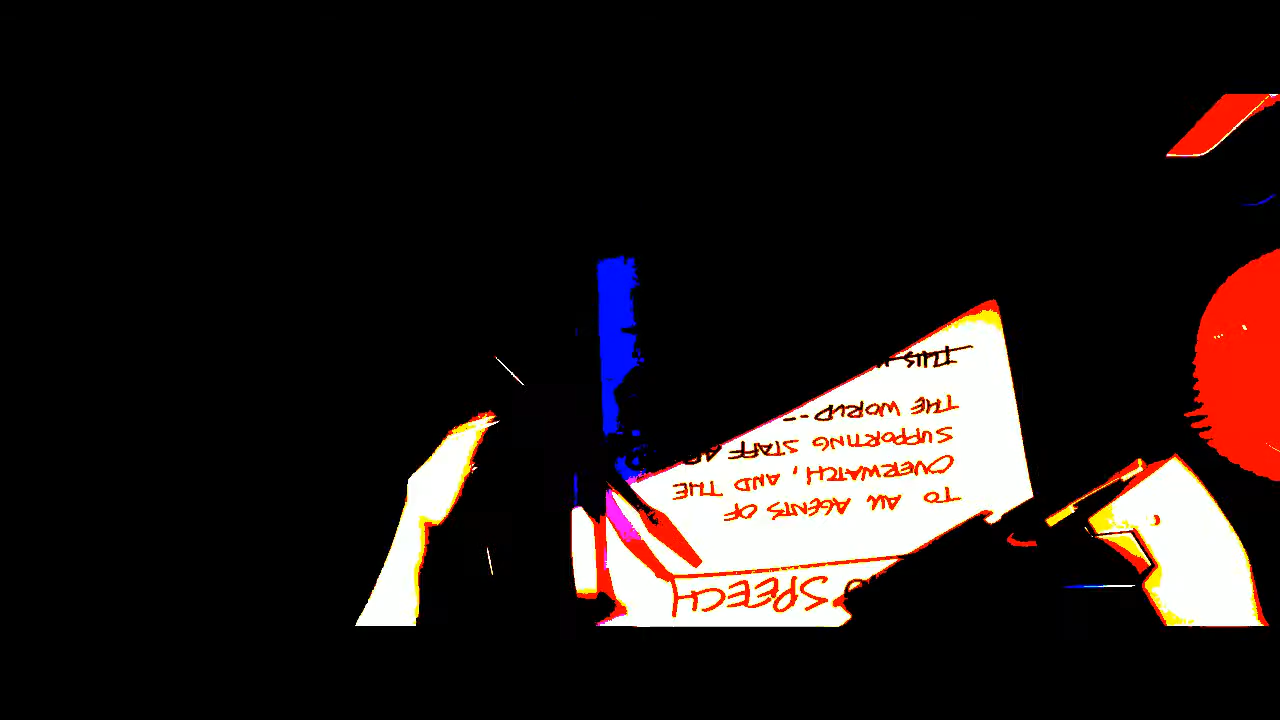 SPEECH
TO ALL AGENTS OF
OVERWATCH, AND THE
SUPPORTING STAFF
THE WORLD--
THIS